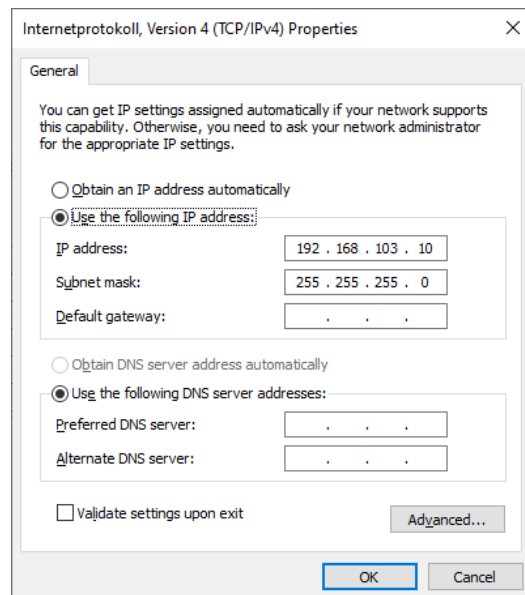 Internetprotokoll, Version 4 (TCP/IPv4) Properties
General
You can get IP settings assigned automatically if your network supports
this capability. Otherwise, you need to ask your network administrator
for the appropriate IP settings.
Obtain an IP address automatically
Use the following IP address:
IP address: 192 . 168 . 103 . 10
Subnet mask: 255 . 255 . 255 . 0
Default gateway: . . .
Obtain DNS server address automatically
Use the following DNS server addresses:
Preferred DNS server: . . .
Alternate DNS server: . . .
Validate settings upon exit
Advanced...
OK Cancel